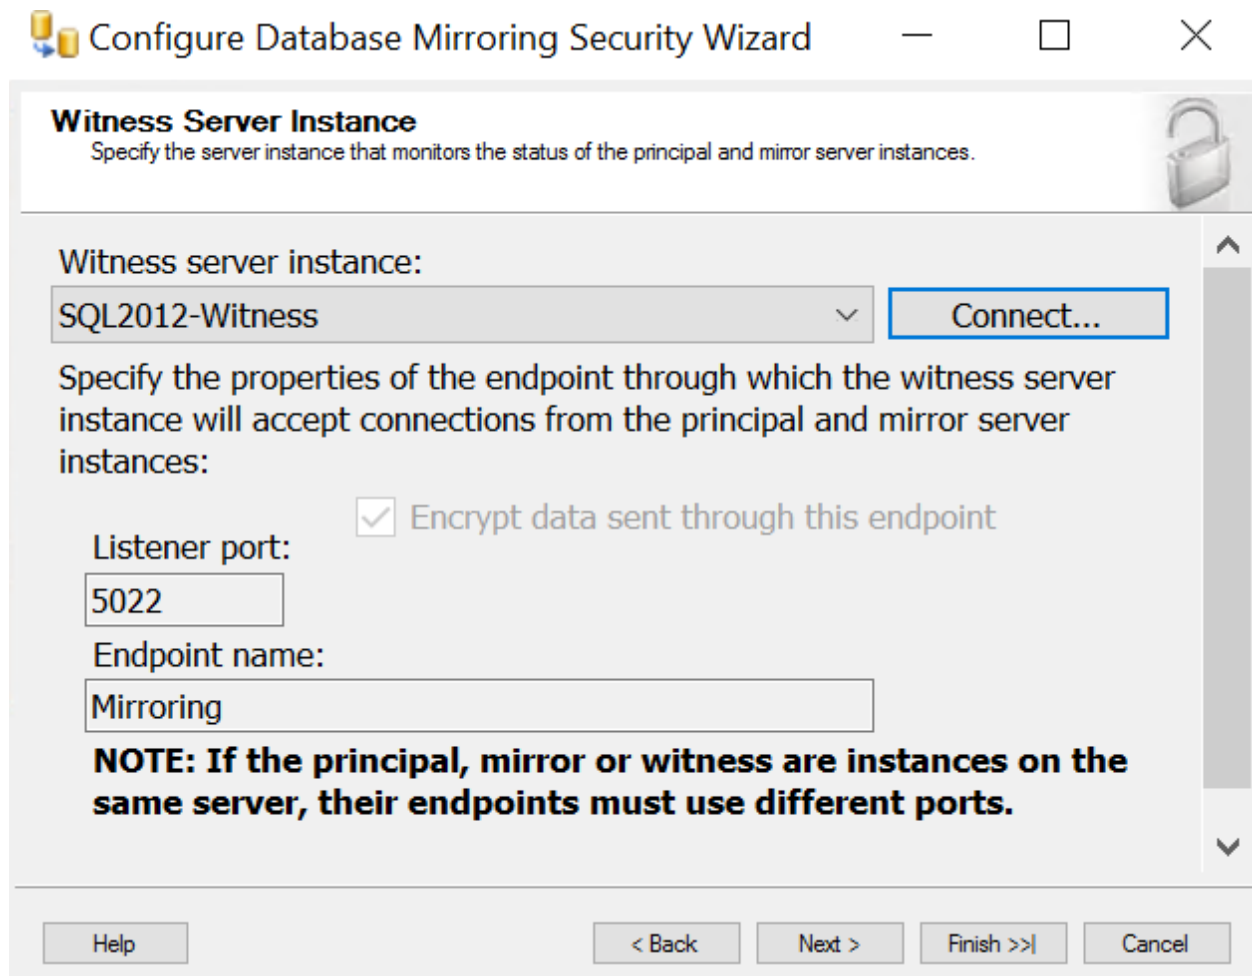 Configure Database Mirroring Security Wizard
Witness Server Instance
Specify the server instance that monitors the status of the principal and mirror server instances.
Witness server instance:
SQL2012-Witness
Connect...
Specify the properties of the endpoint through which the witness server
instance will accept connections from the principal and mirror server
instances:
Encrypt data sent through this endpoint
Listener port:
5022
Endpoint name:
Mirroring
NOTE: If the principal, mirror or witness are instances on the
same server, their endpoints must use different ports.
Help
< Back
Next >
Finish >>|
Cancel